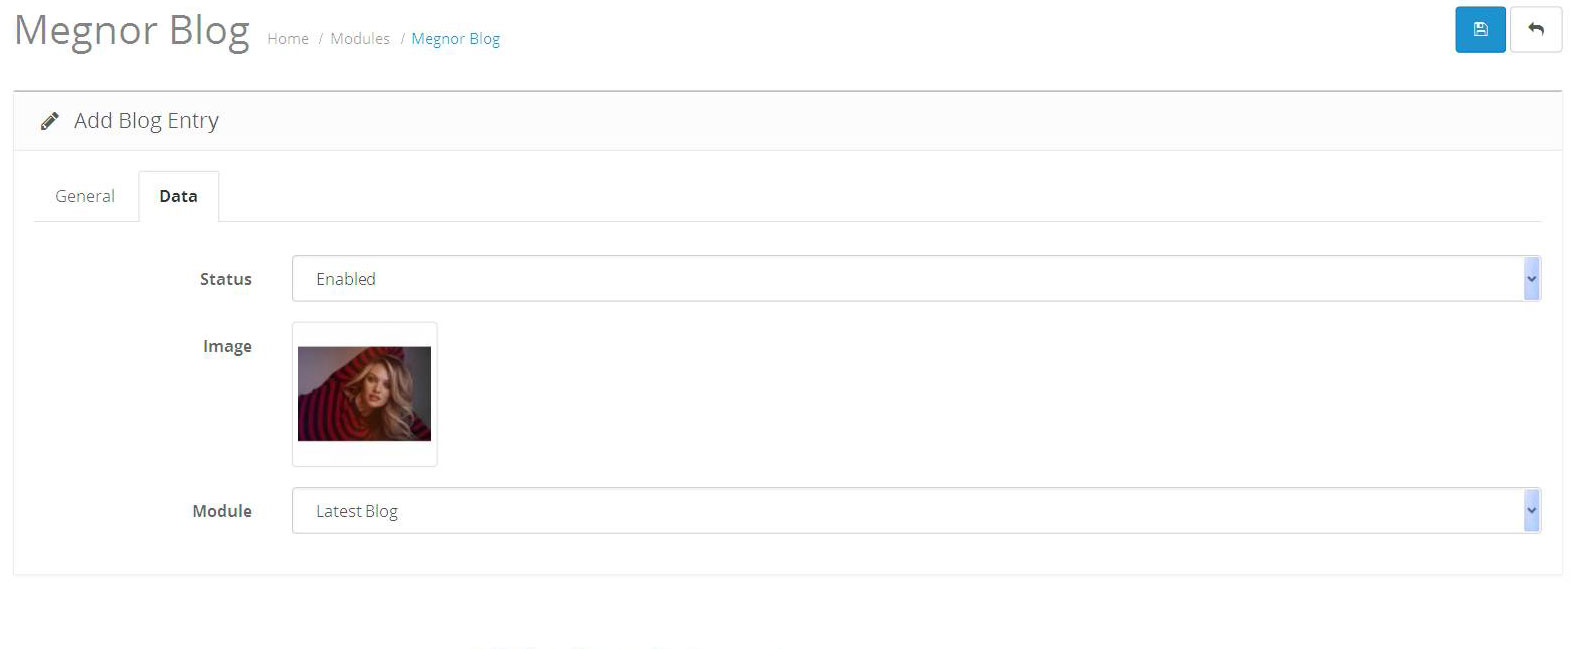 Megnor Blog Home / Modules / Megnor Blog
Add Blog Entry
General Data
Status Enabled
Image
Module Latest Blog